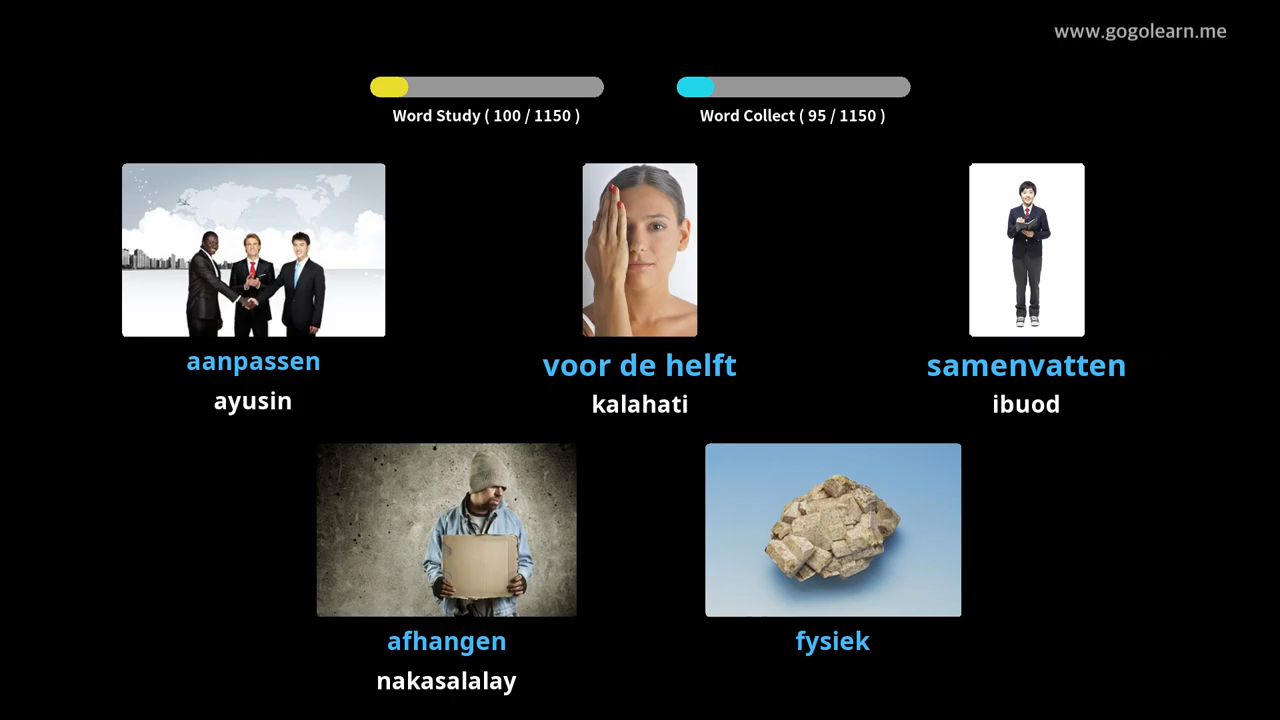 www.gogolearn.me
Word Study ( 100 / 1150 )
Word Collect ( 95 / 1150 )
aanpassen
ayusin
voor de helft
kalahati
samenvatten
ibuod
afhangen
nakasalalay
fysiek